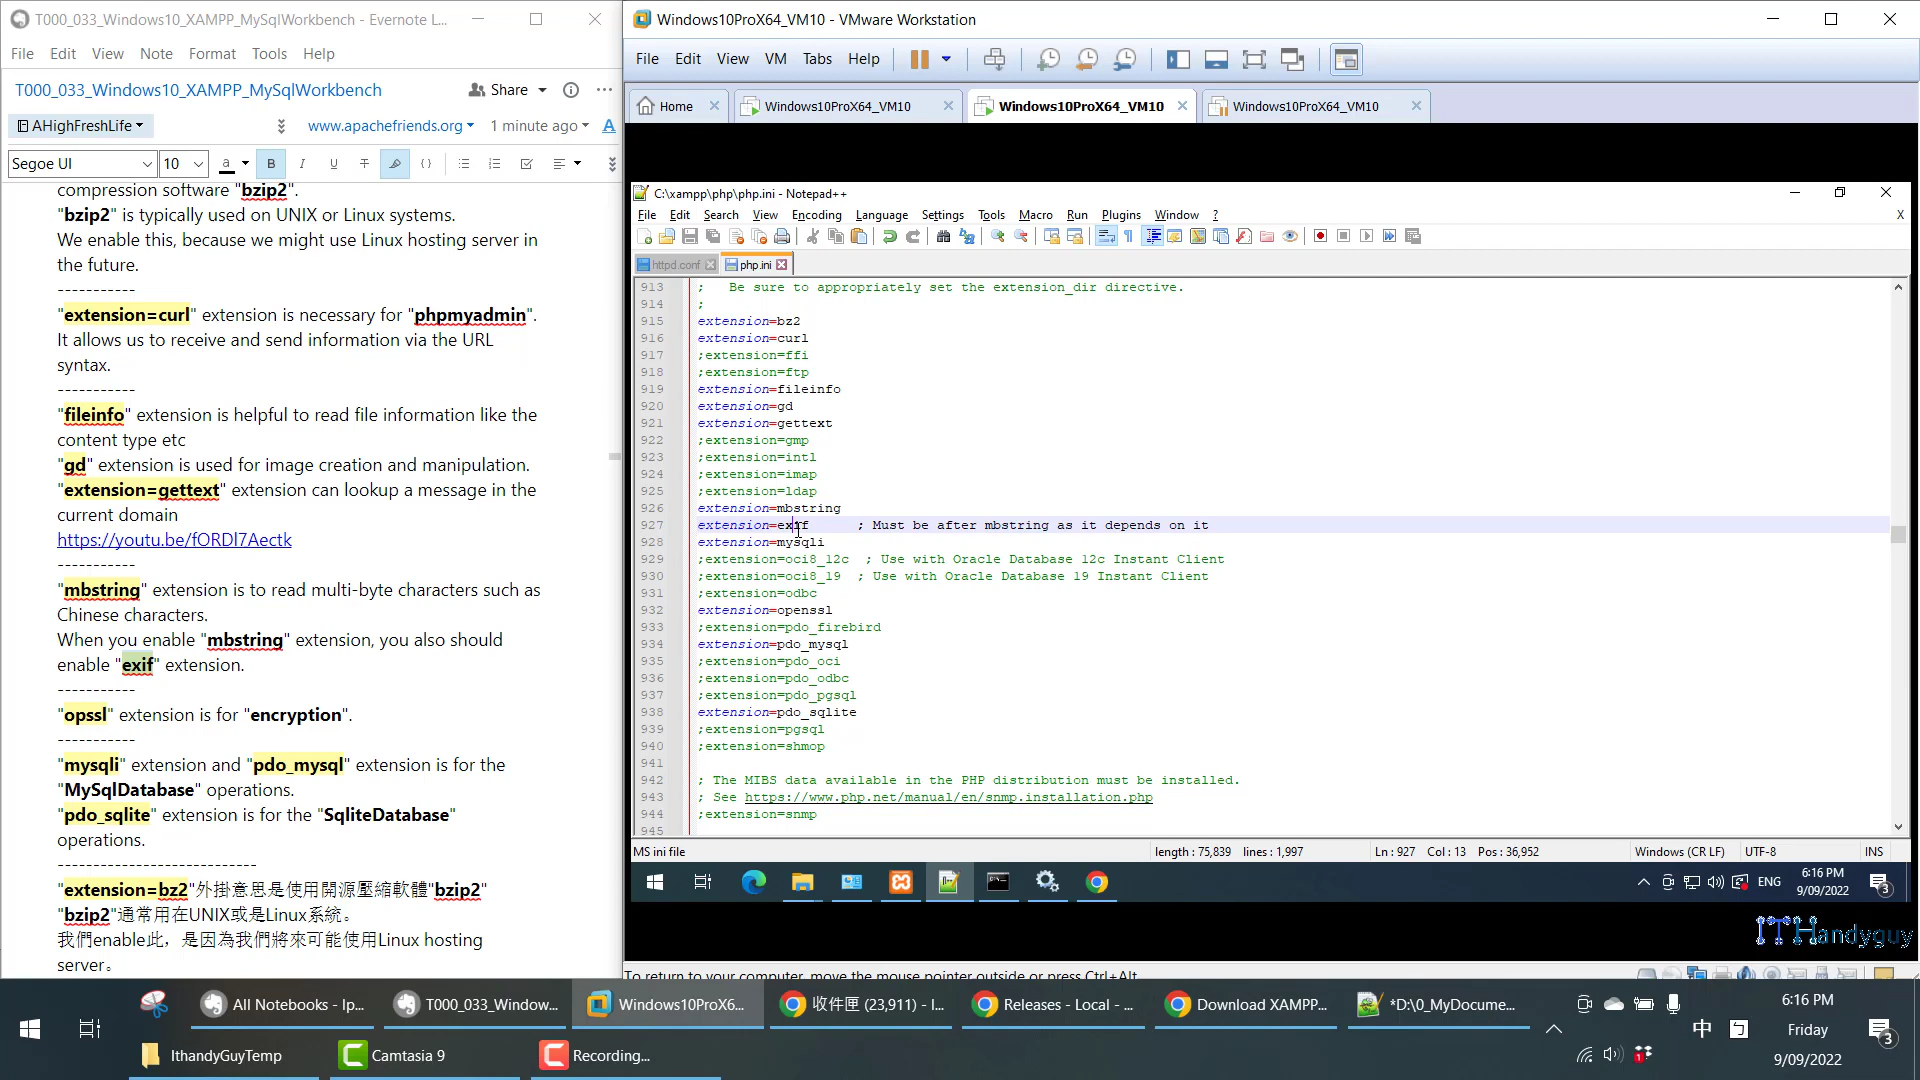 T000_033_Windows10_XAMPP_MySqlWorkbench - Evernote L...
File Edit View Note Format Tools Help
T000_033_Windows10_XAMPP_MySqlWorkbench
Share
AHighFreshLife
www.apachefriends.org
1 minute ago
Segoe UI
10
compression software "bzip2".
"bzip2" is typically used on UNIX or Linux systems.
We enable this, because we might use Linux hosting server in
the future.
-----------
"extension=curl" extension is necessary for "phpmyadmin".
It allows us to receive and send information via the URL
syntax.
-----------
"fileinfo" extension is helpful to read file information like the
content type etc
"gd" extension is used for image creation and manipulation.
"extension=gettext" extension can lookup a message in the
current domain
https://youtu.be/fORDl7Aectk
-----------
"mbstring" extension is to read multi-byte characters such as
Chinese characters.
When you enable "mbstring" extension, you also should
enable "exif" extension.
-----------
"opssl" extension is for "encryption".
-----------
"mysqli" extension and "pdo_mysql" extension is for the
"MySqlDatabase" operations.
"pdo_sqlite" extension is for the "SqliteDatabase"
operations.
----------------------------
"extension=bz2"外掛意思是使用開源壓縮軟體"bzip2"
"bzip2"通常用在UNIX或是Linux系統。
我們enable此，是因為我們將來可能使用Linux hosting
server。
Windows10ProX64_VM10 - VMware Workstation
File Edit View VM Tabs Help
Home
Windows10ProX64_VM10
Windows10ProX64_VM10
Windows10ProX64_VM10
C:\xampp\php\php.ini - Notepad++
File Edit Search View Encoding Language Settings Tools Macro Run Plugins Window ? X
httpd.conf
php.ini
913 ;   Be sure to appropriately set the extension_dir directive.
914 ;
915 extension=bz2
916 extension=curl
917 ;extension=ffi
918 ;extension=ftp
919 extension=fileinfo
920 extension=gd
921 extension=gettext
922 ;extension=gmp
923 ;extension=intl
924 ;extension=imap
925 ;extension=ldap
926 extension=mbstring
927 extension=exif      ; Must be after mbstring as it depends on it
928 extension=mysqli
929 ;extension=oci8_12c  ; Use with Oracle Database 12c Instant Client
930 ;extension=oci8_19  ; Use with Oracle Database 19 Instant Client
931 ;extension=odbc
932 extension=openssl
933 ;extension=pdo_firebird
934 extension=pdo_mysql
935 ;extension=pdo_oci
936 ;extension=pdo_odbc
937 ;extension=pdo_pgsql
938 extension=pdo_sqlite
939 ;extension=pgsql
940 ;extension=shmop
941
942 ; The MIBS data available in the PHP distribution must be installed.
943 ; See https://www.php.net/manual/en/snmp.installation.php
944 ;extension=snmp
945
MS ini file
length : 75,839 lines : 1,997
Ln : 927 Col : 13 Pos : 36,952
Windows (CR LF)
UTF-8
INS
ENG
6:16 PM
9/09/2022
3
ITHandyguy
To return to your computer, move the mouse pointer outside or press Ctrl+Alt.
All Notebooks - Ip...
T000_033_Window...
Windows10ProX6...
收件匣 (23,911) - I...
Releases - Local - ...
Download XAMPP...
*D:\0_MyDocume...
IthandyGuyTemp
Camtasia 9
Recording...
中
6:16 PM
Friday
9/09/2022
3